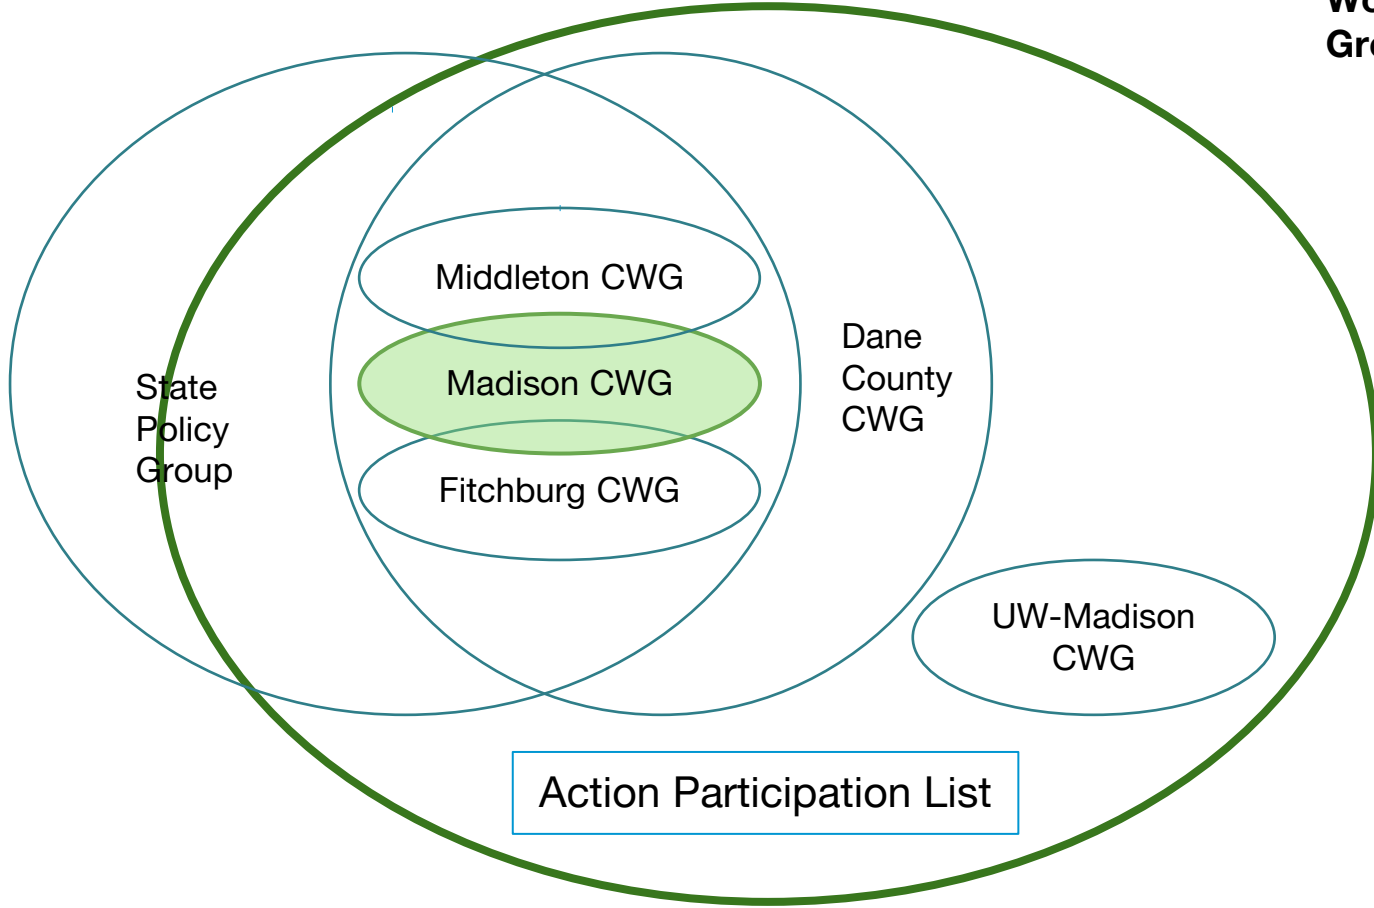 Middleton CWG
Madison CWG
Fitchburg CWG
State
Policy
Group
Dane
County
CWG
UW-Madison
CWG
Action Participation List